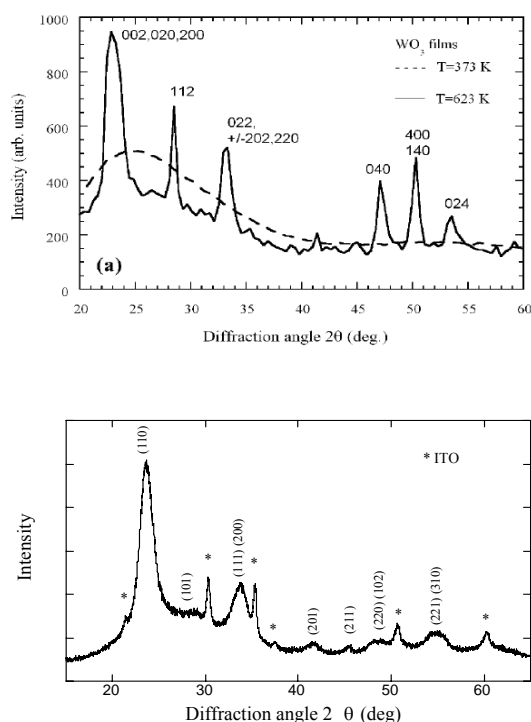 1000
002,020,200
WO3 films
T=373 K
T=623 K
800
112
600
022,
+/-202,220
400
140
040
400
024
200
(a)
0
20 25 30 35 40 45 50 55 60
Intensity (arb. units)
Diffraction angle 2θ (deg.)
(110)
* ITO
*
(101)
*
(111) (200)
*
*
(201)
(211)
(220) (102)
*
(221) (310)
*
Intensity
20 30 40 50 60
Diffraction angle 2 θ (deg)